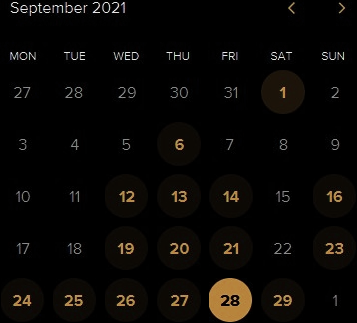 September 2021
MON TUE WED THU FRI SAT SUN
27 28 29 30 31 1 2
3 4 5 6 7 8 9
10 11 12 13 14 15 16
17 18 19 20 21 22 23
24 25 26 27 28 29 1